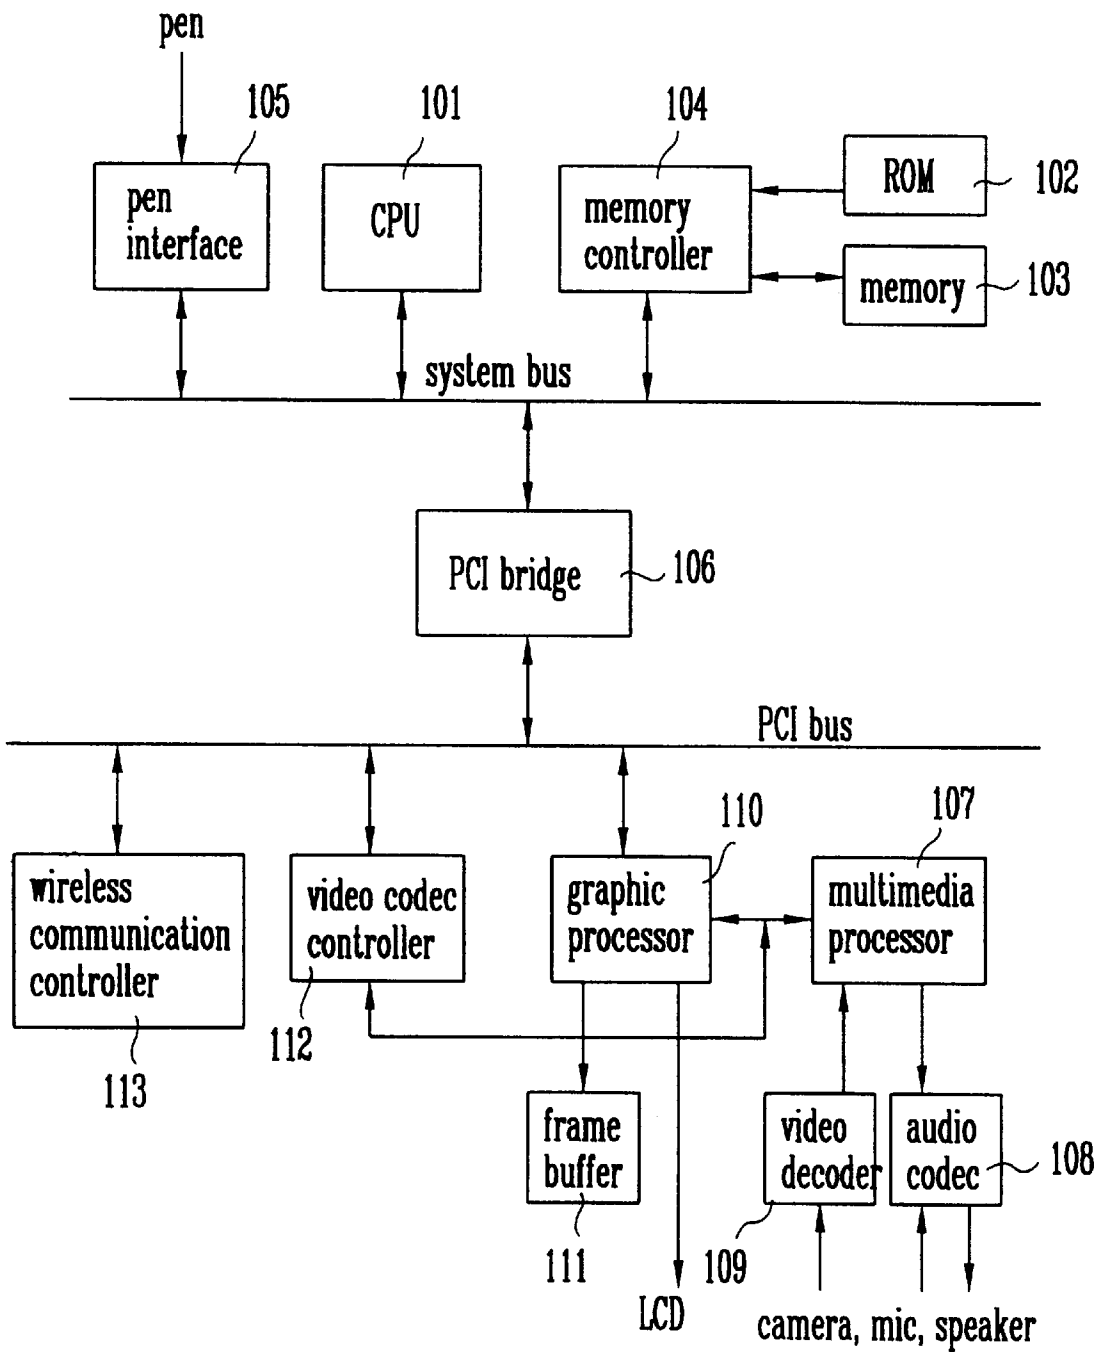 pen
105
101
104
pen
interface
CPU
memory
controller
ROM
102
memory
103
system bus
PCI bridge
106
PCI bus
110
107
wireless
communication
controller
video codec
controller
graphic
processor
multimedia
processor
112
113
frame
buffer
video
decoder
audio
codec
108
111
109
LCD
camera, mic, speaker